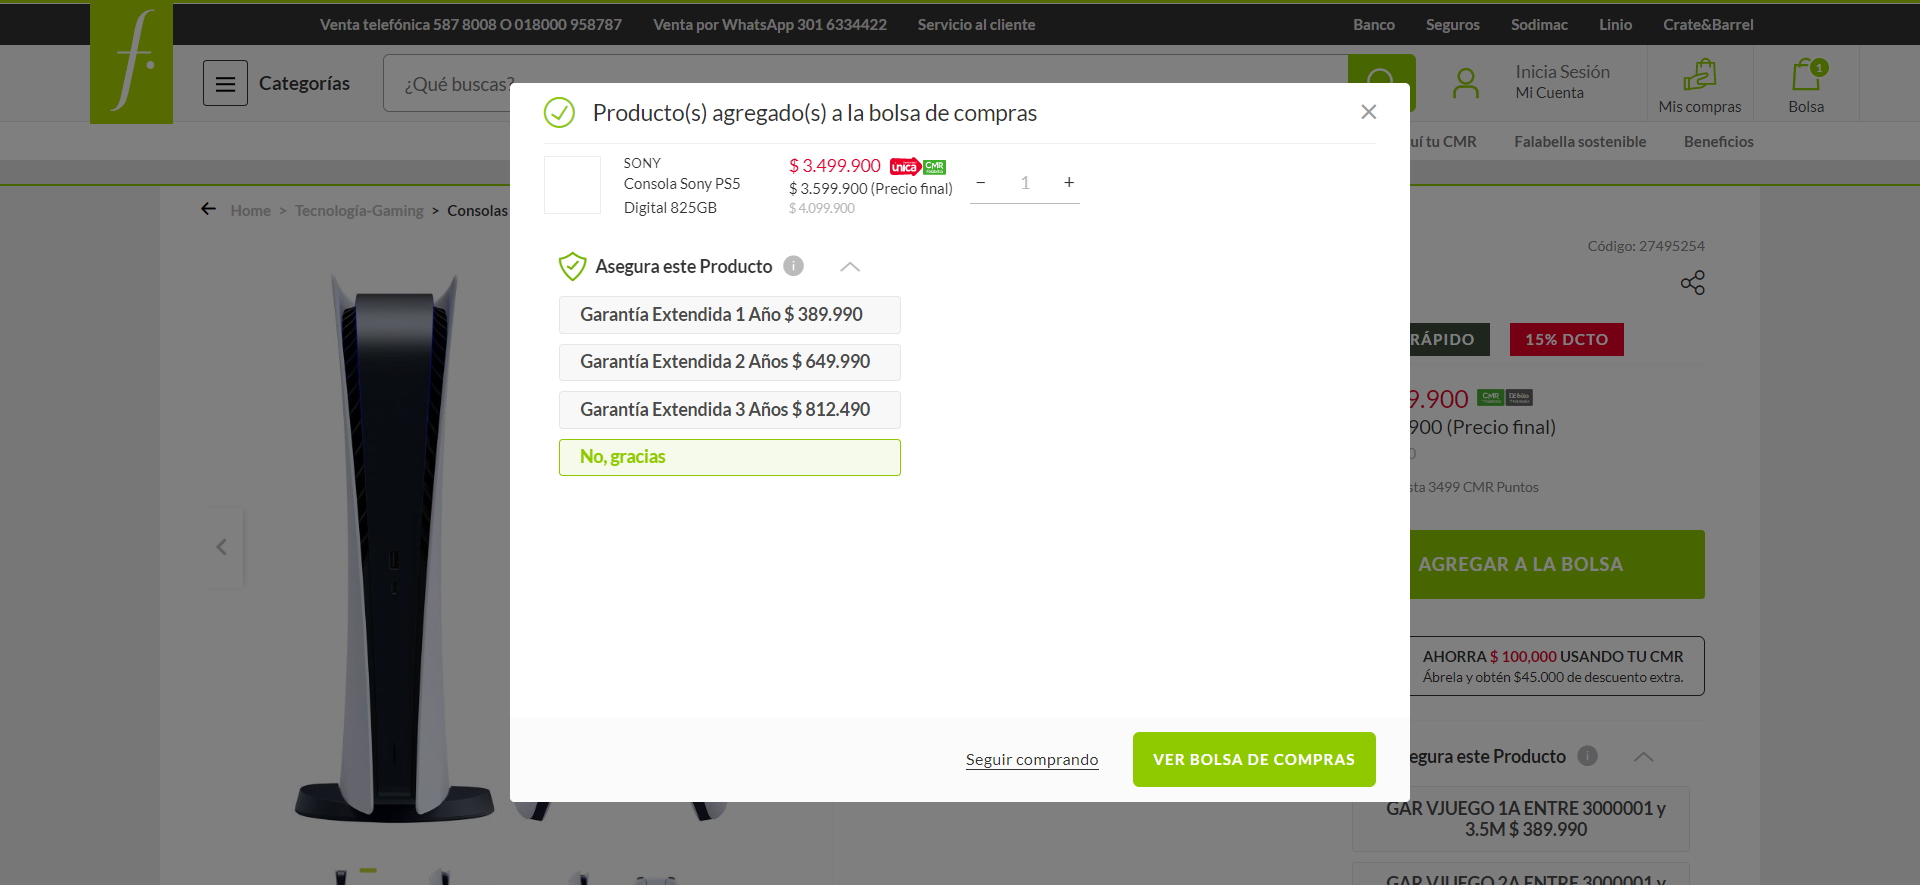 Venta telefónica 587 8008 O 018000 958787
Venta por WhatsApp 301 6334422
Servicio al cliente
Banco
Seguros
Sodimac
Linio
Crate&Barrel
f.
Categorías
¿Qué buscas?
Inicia Sesión
Mi Cuenta
Mis compras
1
Bolsa
tu CMR
Falabella sostenible
Beneficios
Home > Tecnología-Gaming > Consolas
Producto(s) agregado(s) a la bolsa de compras
SONY
Consola Sony PS5
Digital 825GB
$ 3.499.900 unica CMR
$ 3.599.900 (Precio final)
$ 4.099.900
− 1 +
Asegura este Producto i
Garantía Extendida 1 Año $ 389.990
Garantía Extendida 2 Años $ 649.990
Garantía Extendida 3 Años $ 812.490
No, gracias
Seguir comprando
VER BOLSA DE COMPRAS
Código: 27495254
RÁPIDO
15% DCTO
9.900 CMR
900 (Precio final)
0
sta 3499 CMR Puntos
AGREGAR A LA BOLSA
AHORRA $ 100,000 USANDO TU CMR
Ábrela y obtén $45.000 de descuento extra.
egura este Producto i
GAR VJUEGO 1A ENTRE 3000001 y
3.5M $ 389.990
GAR VJUEGO 2A ENTRE 3000001 y